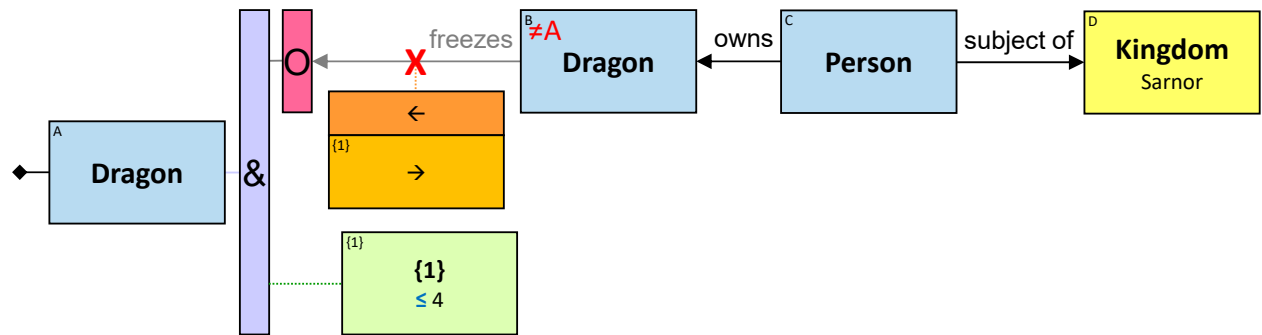 B
≠A
C
D
freezes
Dragon
owns
Person
subject of
Kingdom
Sarnor
O
X
←
{1}
→
A
Dragon
&
{1}
{1}
≤ 4